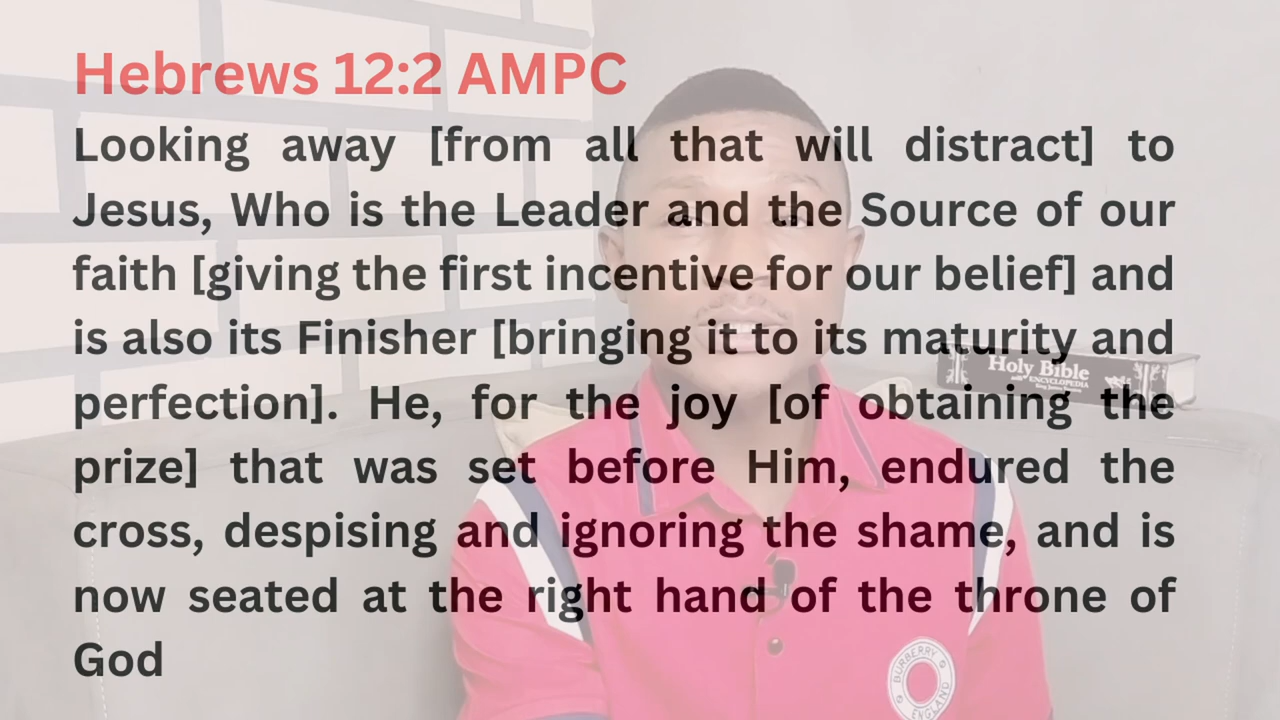 Hebrews 12:2 AMPC
Looking away [from all that will distract] to
Jesus, Who is the Leader and the Source of our
faith [giving the first incentive for our belief] and
is also its Finisher [bringing it to its maturity and
perfection]. He, for the joy [of obtaining the
prize] that was set before Him, endured the
cross, despising and ignoring the shame, and is
now seated at the right hand of the throne of
God
Holy Bible
ENCYCLOPEDIA
BURBERRY
ENGLAND